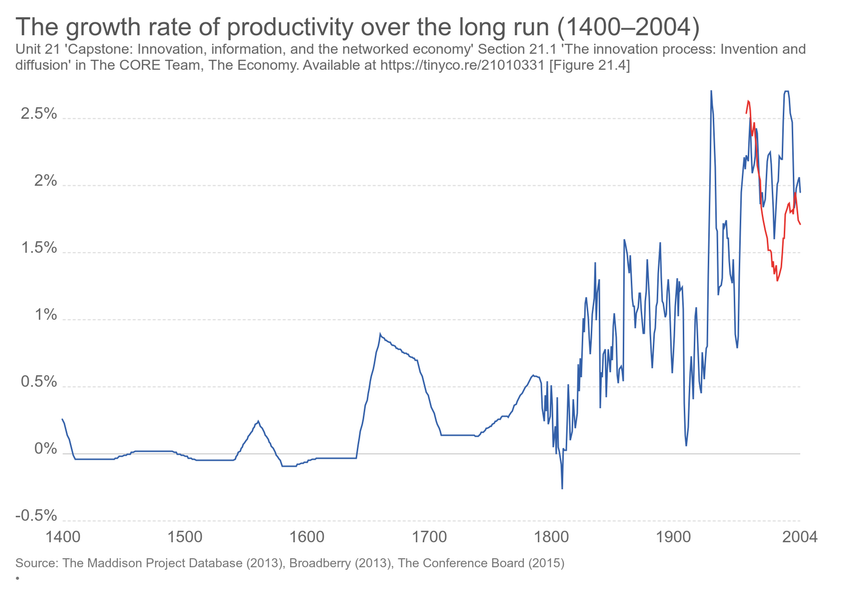 The growth rate of productivity over the long run (1400–2004)
Unit 21 'Capstone: Innovation, information, and the networked economy' Section 21.1 'The innovation process: Invention and
diffusion' in The CORE Team, The Economy. Available at https://tinyco.re/21010331 [Figure 21.4]
2.5%
2%
1.5%
1%
0.5%
0%
-0.5%
1400 1500 1600 1700 1800 1900 2004
Source: The Maddison Project Database (2013), Broadberry (2013), The Conference Board (2015)
•